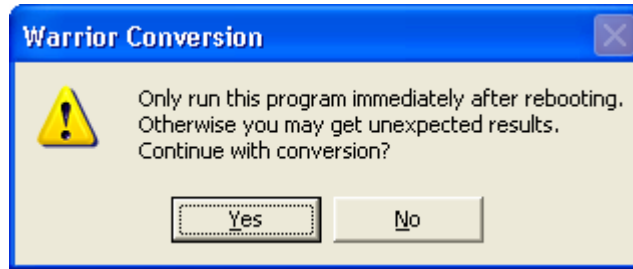 Warrior Conversion
Only run this program immediately after rebooting.
Otherwise you may get unexpected results.
Continue with conversion?
Yes
No